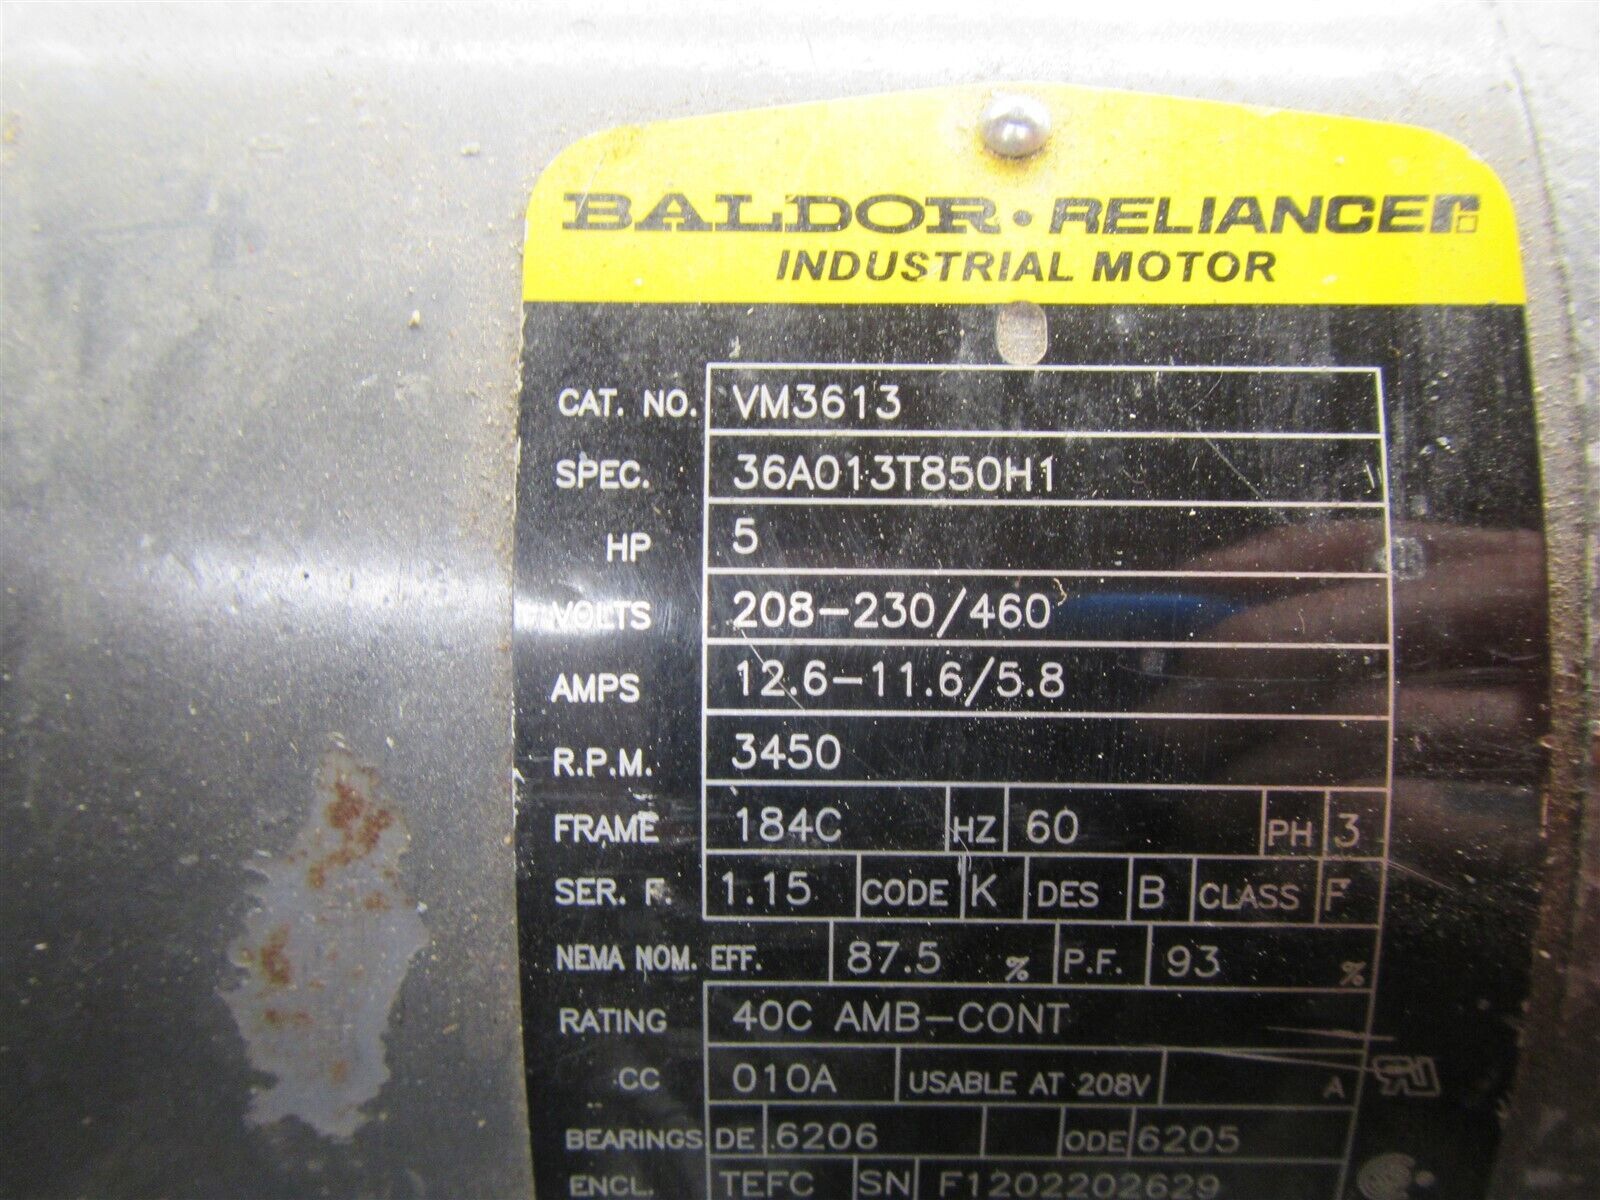 BALDOR • RELIANCER
INDUSTRIAL MOTOR
CAT. NO. VM3613
SPEC. 36A013T850H1
HP 5
VOLTS 208-230/460
AMPS 12.6-11.6/5.8
R.P.M. 3450
FRAME 184C HZ 60 PH 3
SER. F. 1.15 CODE K DES B CLASS F
NEMA NOM. EFF. 87.5 % P.F. 93 %
RATING 40C AMB-CONT
CC 010A USABLE AT 208V A
BEARINGS DE 6206 ODE 6205
ENCL. TEFC SN F1202202629